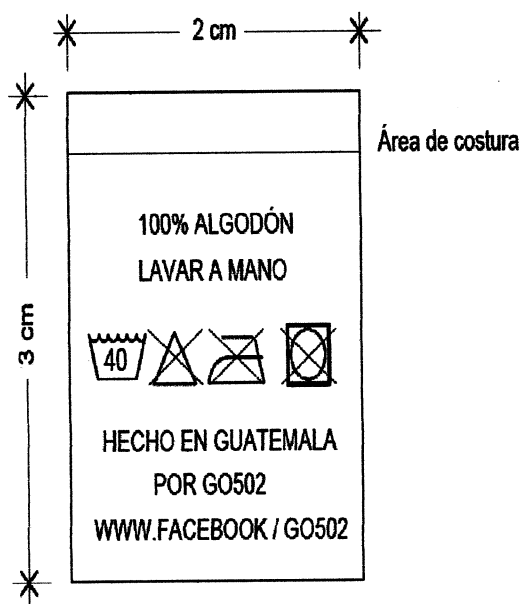 2 cm
Área de costura
100% ALGODÓN
LAVAR A MANO
3 cm
40
HECHO EN GUATEMALA
POR GO502
WWW.FACEBOOK / GO502